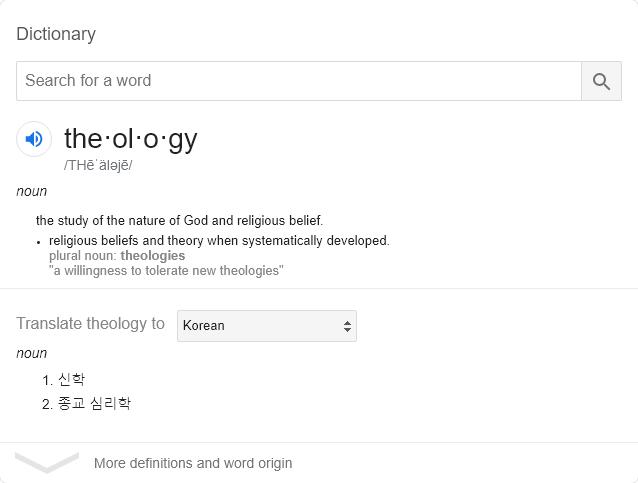 Dictionary
Search for a word
the·ol·o·gy
/THēˈäləjē/
noun
the study of the nature of God and religious belief.
• religious beliefs and theory when systematically developed.
plural noun: theologies
"a willingness to tolerate new theologies"
Translate theology to Korean
noun
1. 신학
2. 종교 심리학
More definitions and word origin